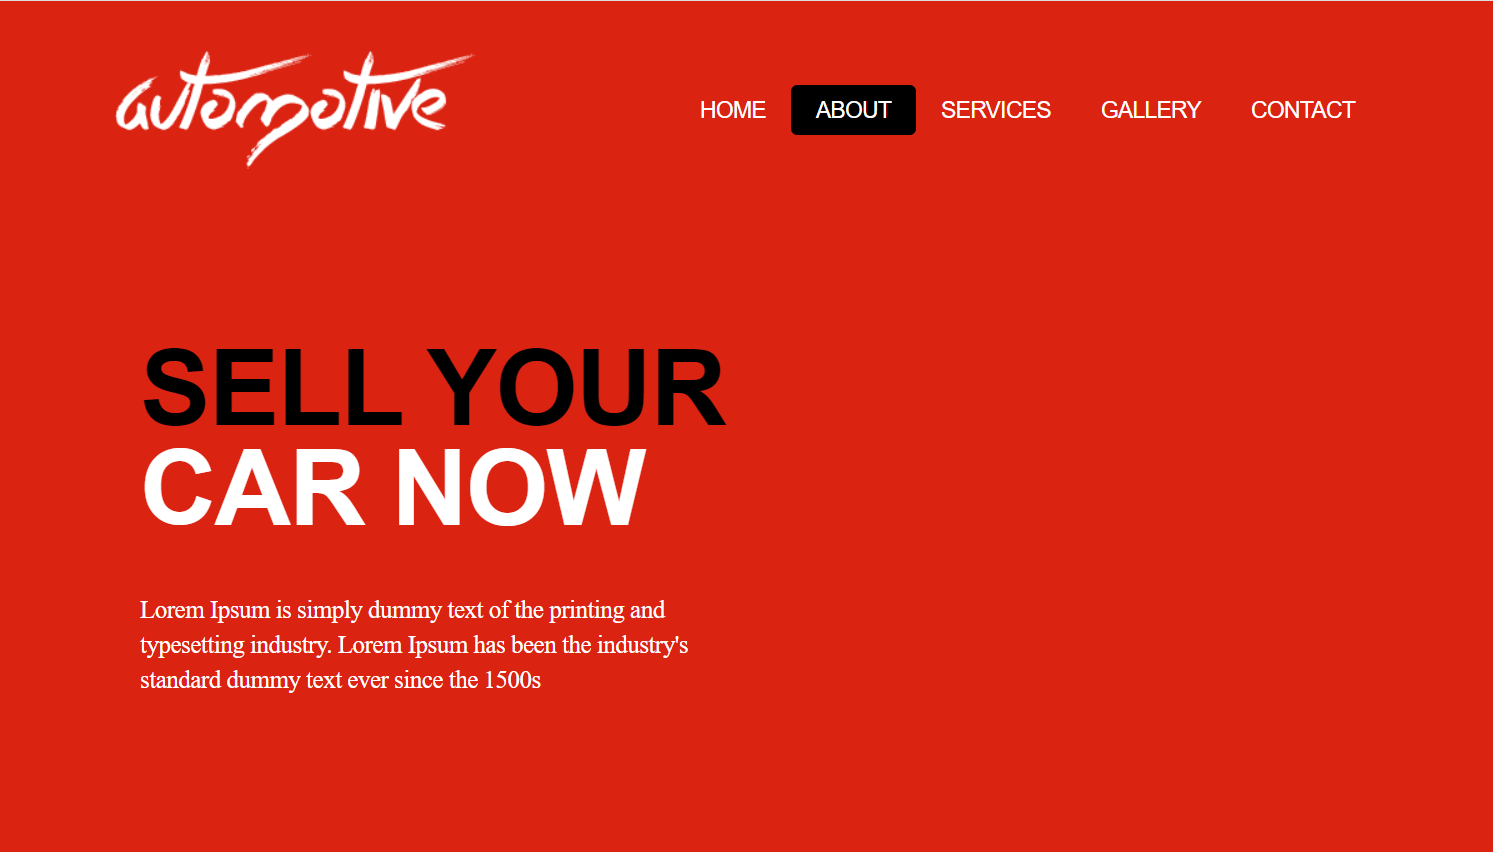 automotive
HOME ABOUT SERVICES GALLERY CONTACT
SELL YOUR
CAR NOW
Lorem Ipsum is simply dummy text of the printing and
typesetting industry. Lorem Ipsum has been the industry's
standard dummy text ever since the 1500s